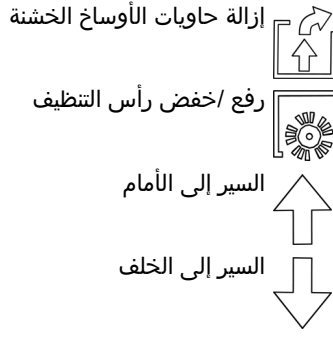 إزالة حاويات الأوساخ الخشنة
رفع /خفض رأس التنظيف
السير إلى الأمام
السير إلى الخلف